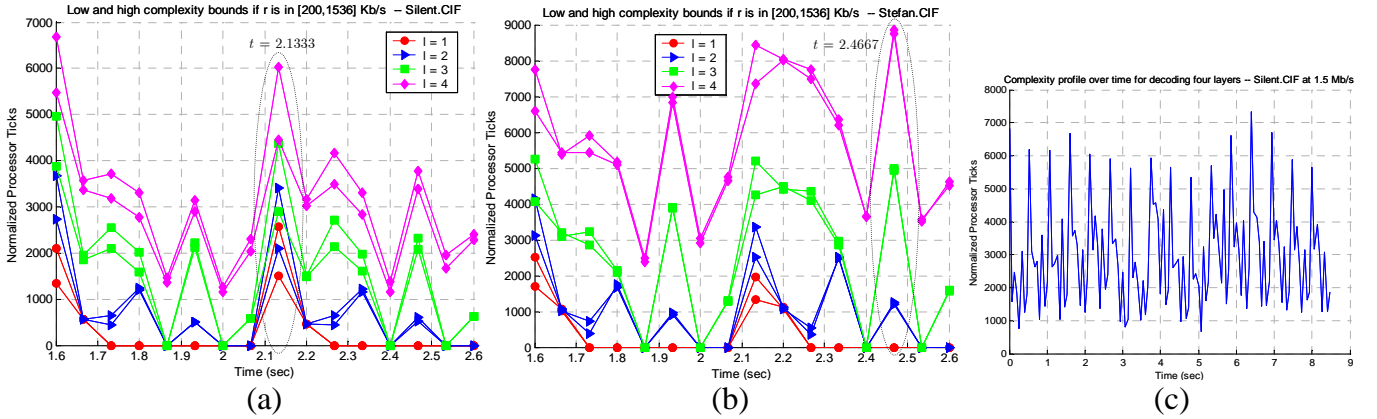 Low and high complexity bounds if r is in [200,1536] Kb/s -- Silent.CIF
7000
6000
5000
4000
3000
2000
1000
0
Normalized Processor Ticks
t = 2.1333
l = 1
l = 2
l = 3
l = 4
1.6 1.7 1.8 1.9 2 2.1 2.2 2.3 2.4 2.5 2.6
Time (sec)
(a)
Low and high complexity bounds if r is in [200,1536] Kb/s -- Stefan.CIF
9000
8000
7000
6000
5000
4000
3000
2000
1000
0
Normalized Processor Ticks
l = 1
l = 2
l = 3
l = 4
t = 2.4667
1.6 1.7 1.8 1.9 2 2.1 2.2 2.3 2.4 2.5 2.6
Time (sec)
(b)
Complexity profile over time for decoding four layers -- Silent.CIF at 1.5 Mb/s
8000
7000
6000
5000
4000
3000
2000
1000
0
Normalized Processor Ticks
0 1 2 3 4 5 6 7 8 9
Time (sec)
(c)